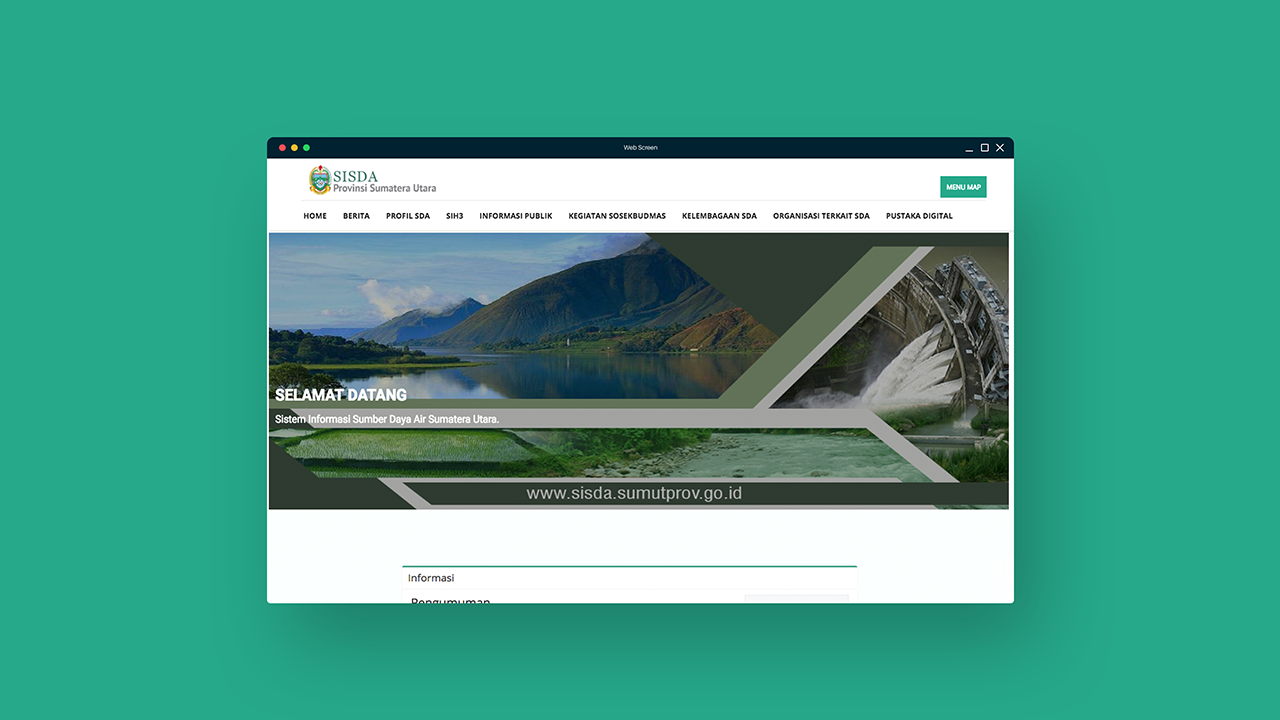 Web Screen
SISDA
Provinsi Sumatera Utara
MENU MAP
HOME BERITA PROFIL SDA SIH3 INFORMASI PUBLIK KEGIATAN SOSEKBUDMAS KELEMBAGAAN SDA ORGANISASI TERKAIT SDA PUSTAKA DIGITAL
SELAMAT DATANG
Sistem Informasi Sumber Daya Air Sumatera Utara.
www.sisda.sumutprov.go.id
Informasi
Pengumuman